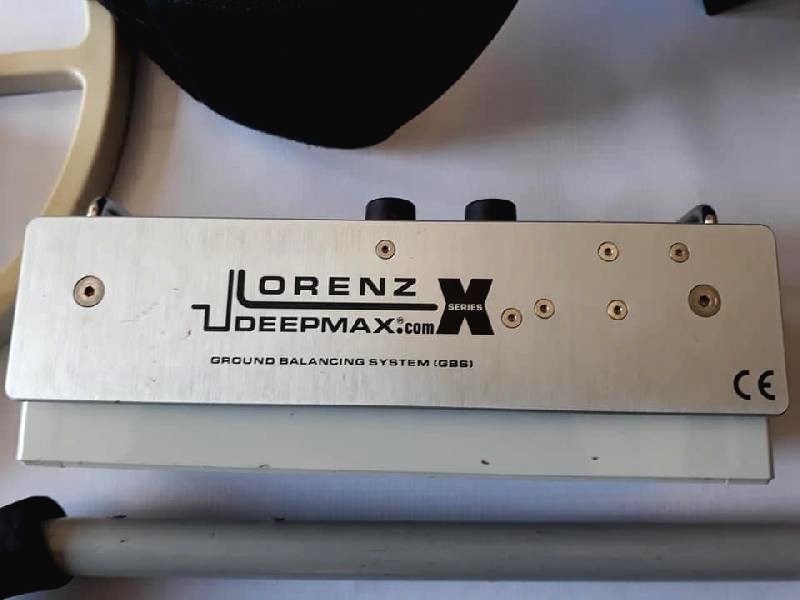 LORENZ
DEEPMAX®.com X SERIES
GROUND BALANCING SYSTEM (GBS)
CE